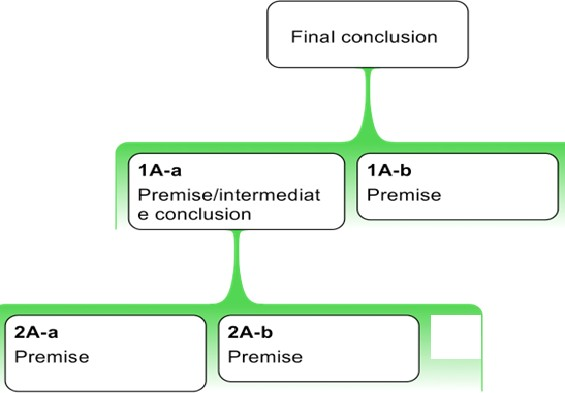 Final conclusion
1A-a
Premise/intermediat
e conclusion
1A-b
Premise
2A-a
Premise
2A-b
Premise